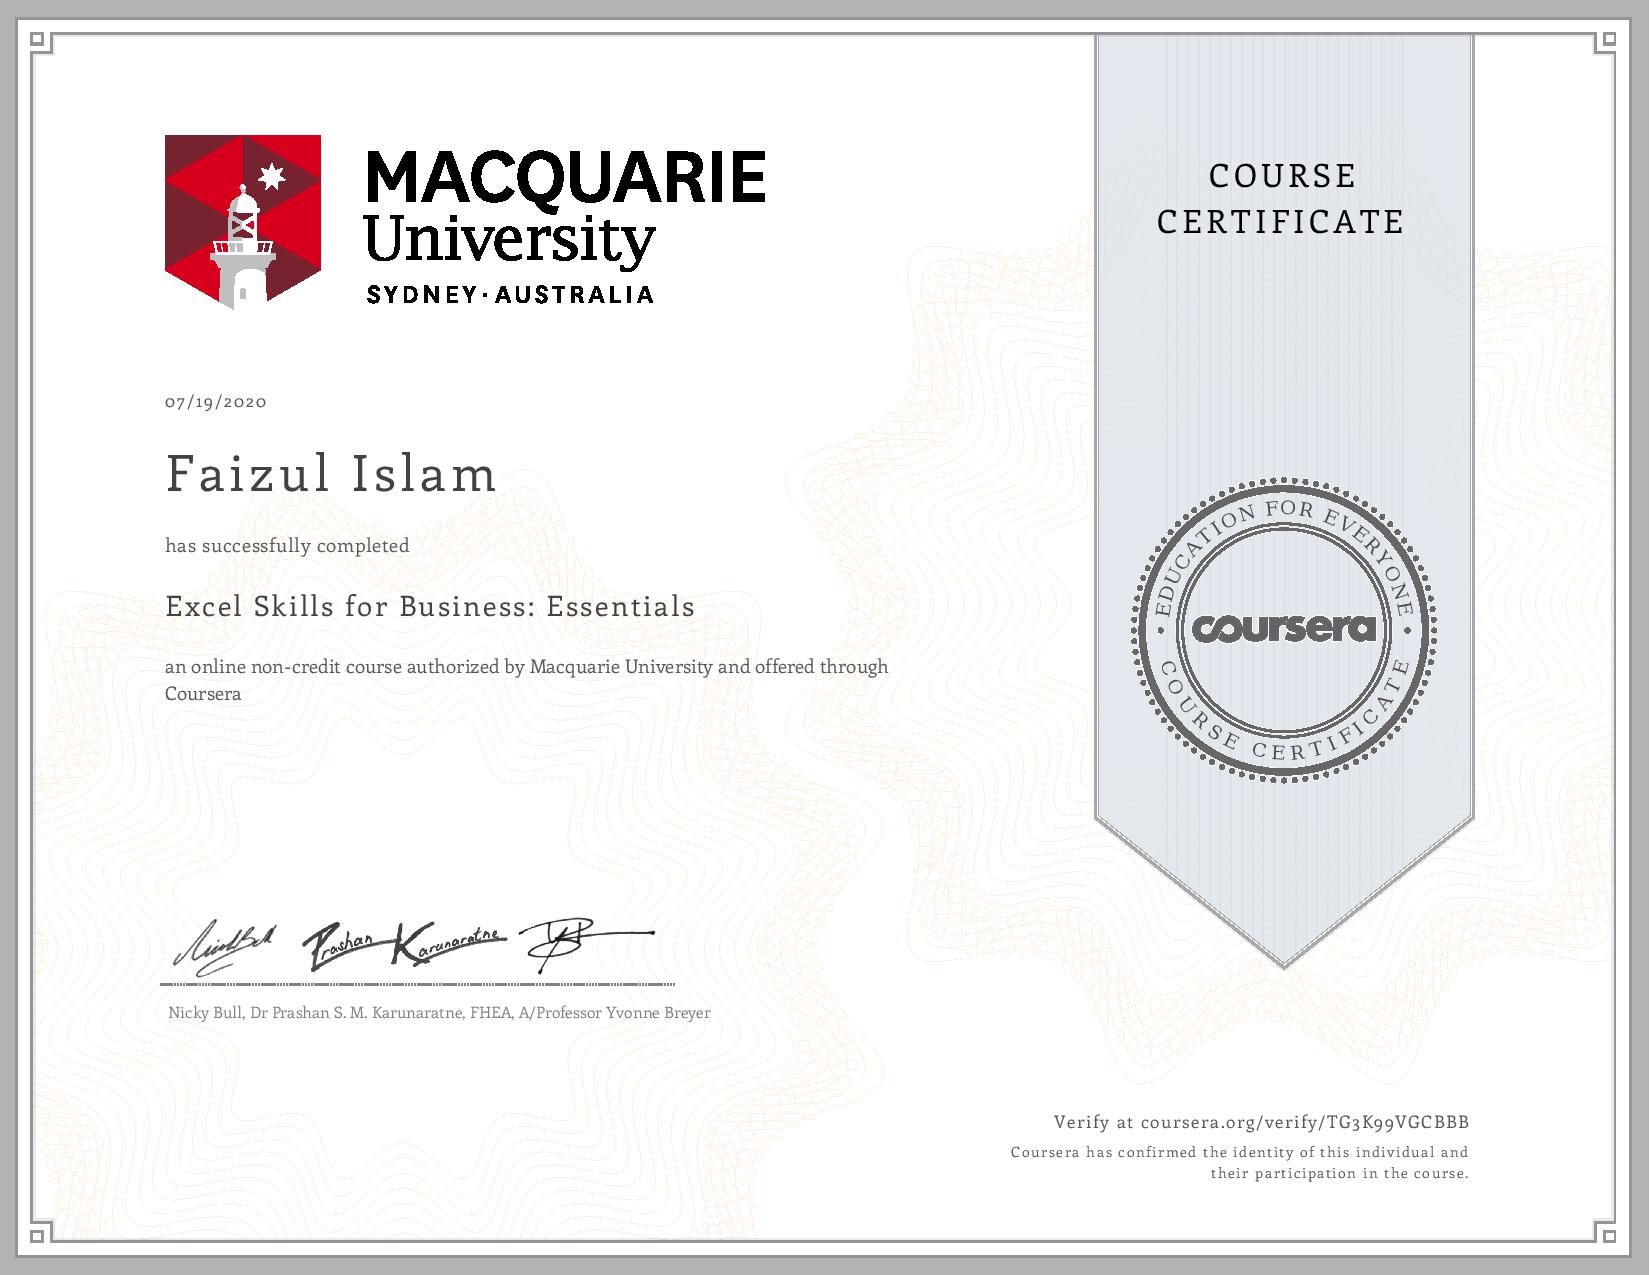 MACQUARIE
University
SYDNEY·AUSTRALIA
COURSE
CERTIFICATE
07/19/2020
Faizul Islam
has successfully completed
Excel Skills for Business: Essentials
an online non-credit course authorized by Macquarie University and offered through
Coursera
EDUCATION FOR EVERYONE
coursera
COURSE CERTIFICATE
Prashan Karunaratne
Nicky Bull, Dr Prashan S. M. Karunaratne, FHEA, A/Professor Yvonne Breyer
Verify at coursera.org/verify/TG3K99VGCBBB
Coursera has confirmed the identity of this individual and
their participation in the course.